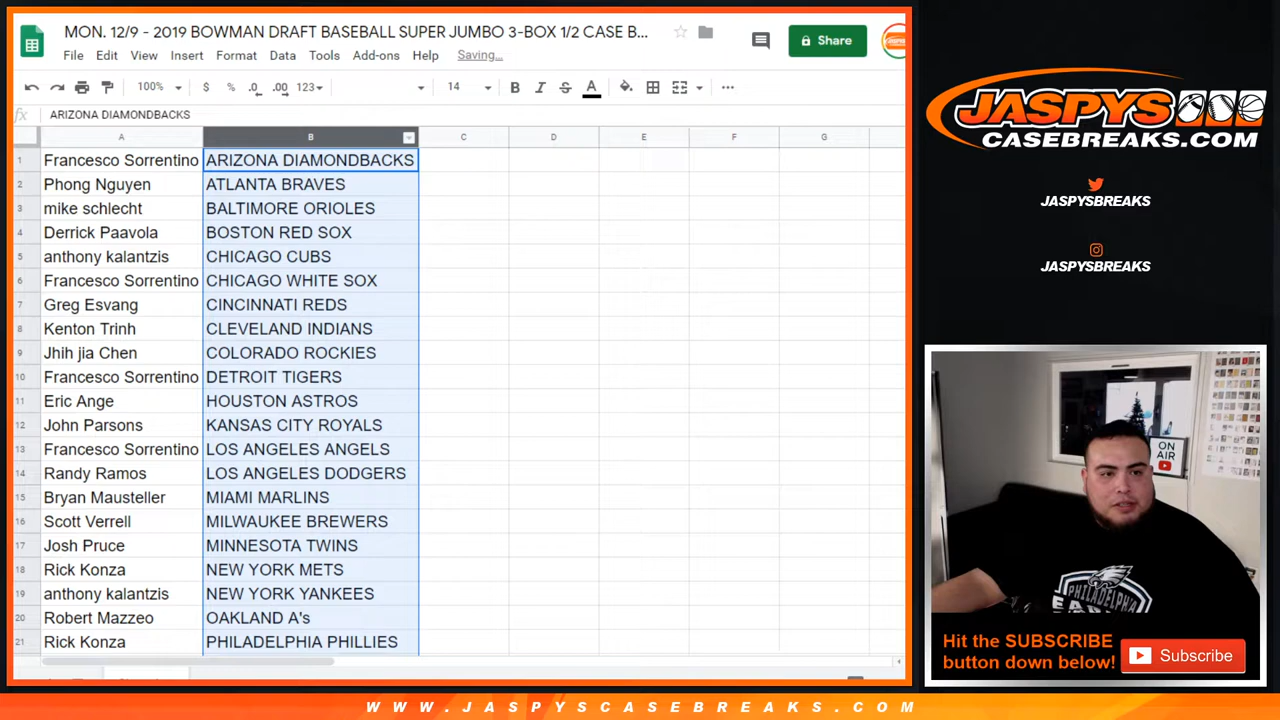 MON. 12/9 - 2019 BOWMAN DRAFT BASEBALL SUPER JUMBO 3-BOX 1/2 CASE B...
Share
File Edit View Insert Format Data Tools Add-ons Help Saving...
100% $ % .0 .00 123 14 B I S A
fx ARIZONA DIAMONDBACKS
A B C D E F G
1 Francesco Sorrentino ARIZONA DIAMONDBACKS
2 Phong Nguyen ATLANTA BRAVES
3 mike schlecht BALTIMORE ORIOLES
4 Derrick Paavola BOSTON RED SOX
5 anthony kalantzis CHICAGO CUBS
6 Francesco Sorrentino CHICAGO WHITE SOX
7 Greg Esvang CINCINNATI REDS
8 Kenton Trinh CLEVELAND INDIANS
9 Jhih jia Chen COLORADO ROCKIES
10 Francesco Sorrentino DETROIT TIGERS
11 Eric Ange HOUSTON ASTROS
12 John Parsons KANSAS CITY ROYALS
13 Francesco Sorrentino LOS ANGELES ANGELS
14 Randy Ramos LOS ANGELES DODGERS
15 Bryan Mausteller MIAMI MARLINS
16 Scott Verrell MILWAUKEE BREWERS
17 Josh Pruce MINNESOTA TWINS
18 Rick Konza NEW YORK METS
19 anthony kalantzis NEW YORK YANKEES
20 Robert Mazzeo OAKLAND A's
21 Rick Konza PHILADELPHIA PHILLIES
JASPYS
CASEBREAKS.COM
JASPYSBREAKS
JASPYSBREAKS
ON
AIR
PHILADELPHIA
Hit the SUBSCRIBE
button down below!
Subscribe
WWW.JASPYSCASEBREAKS.COM